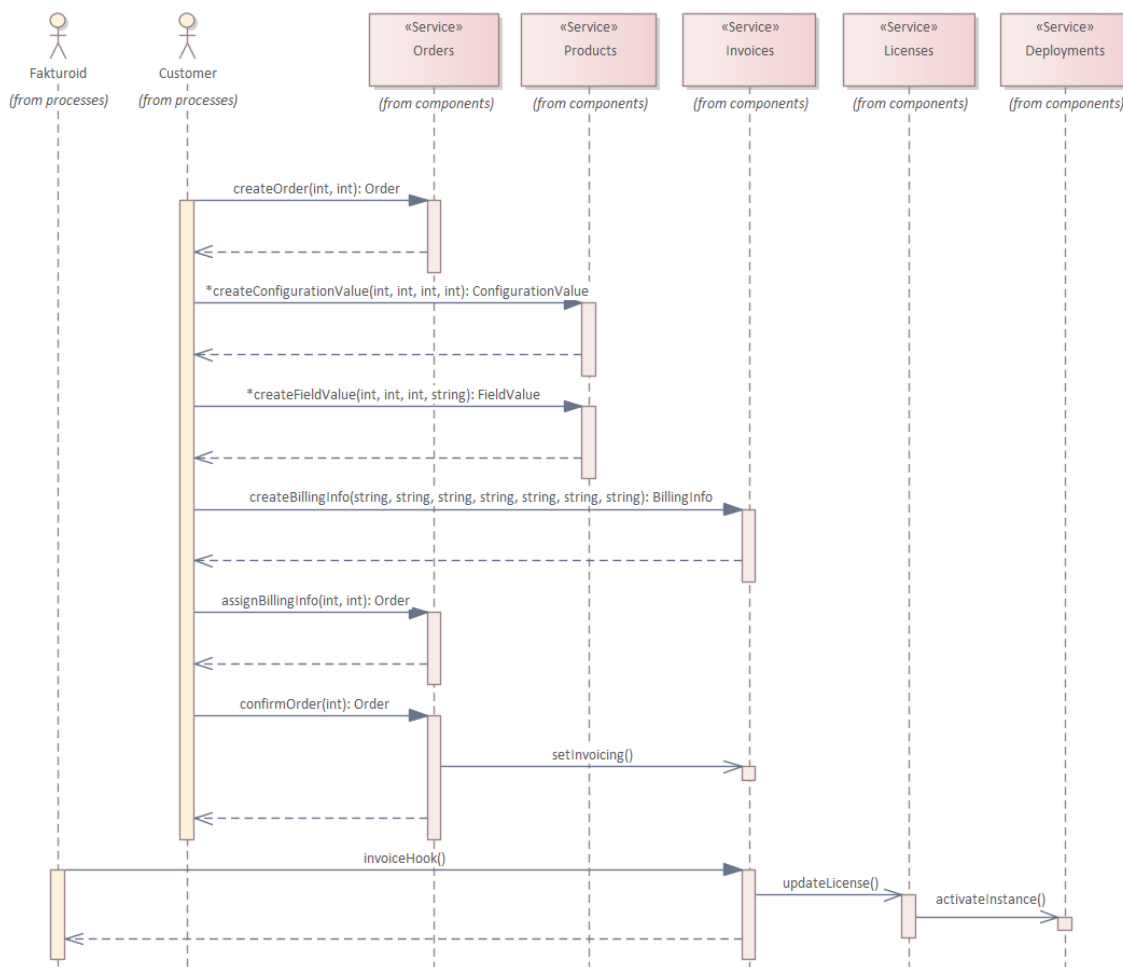 Fakturoid
(from processes)
Customer
(from processes)
«Service»
Orders
(from components)
«Service»
Products
(from components)
«Service»
Invoices
(from components)
«Service»
Licenses
(from components)
«Service»
Deployments
(from components)
createOrder(int, int): Order
*createConfigurationValue(int, int, int, int): ConfigurationValue
*createFieldValue(int, int, int, string): FieldValue
createBillingInfo(string, string, string, string, string, string, string): BillingInfo
assignBillingInfo(int, int): Order
confirmOrder(int): Order
setInvoicing()
invoiceHook()
updateLicense()
activateInstance()